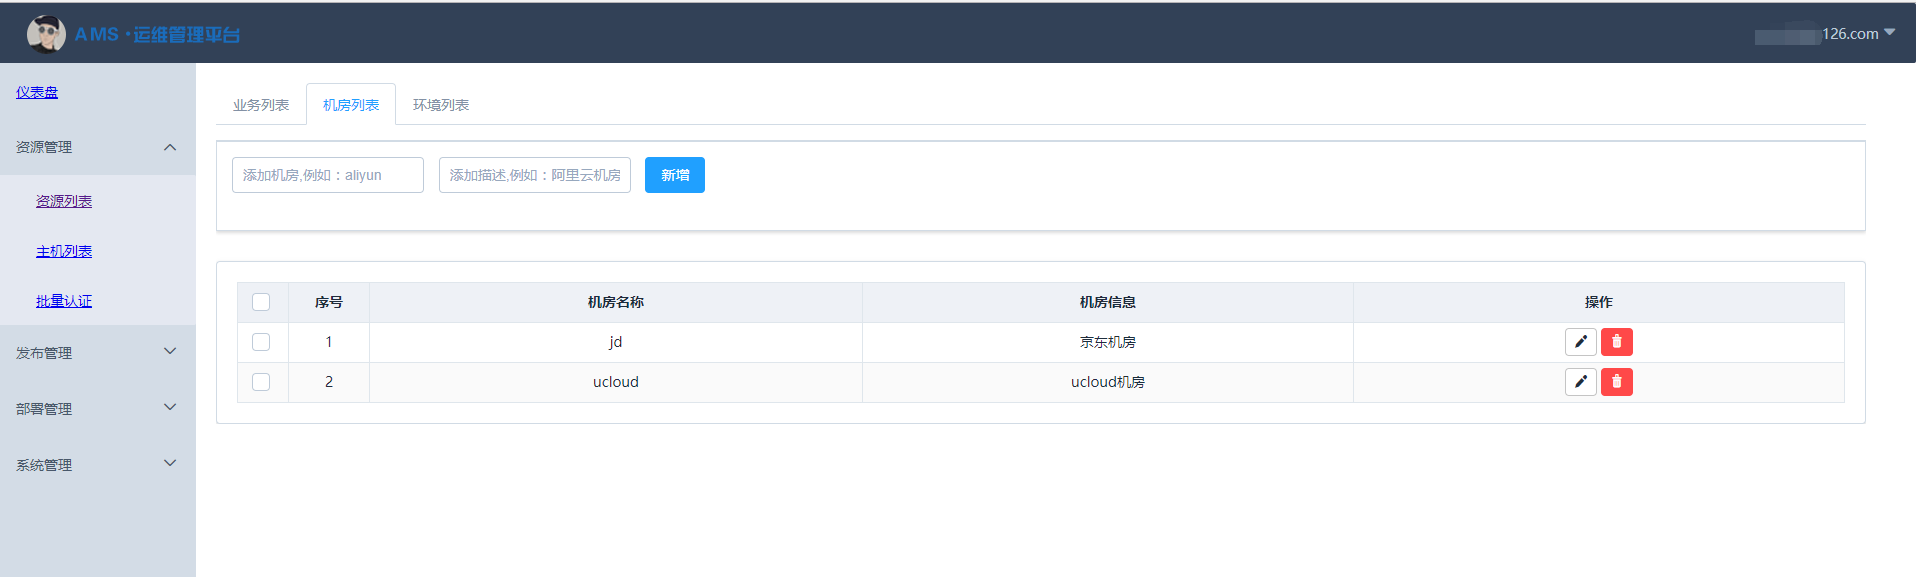 AMS·运维管理平台
126.com
仪表盘
资源管理
资源列表
主机列表
批量认证
发布管理
部署管理
系统管理
业务列表 机房列表 环境列表
添加机房,例如：aliyun 添加描述,例如：阿里云机房 新增
序号 机房名称 机房信息 操作
1 jd 京东机房
2 ucloud ucloud机房